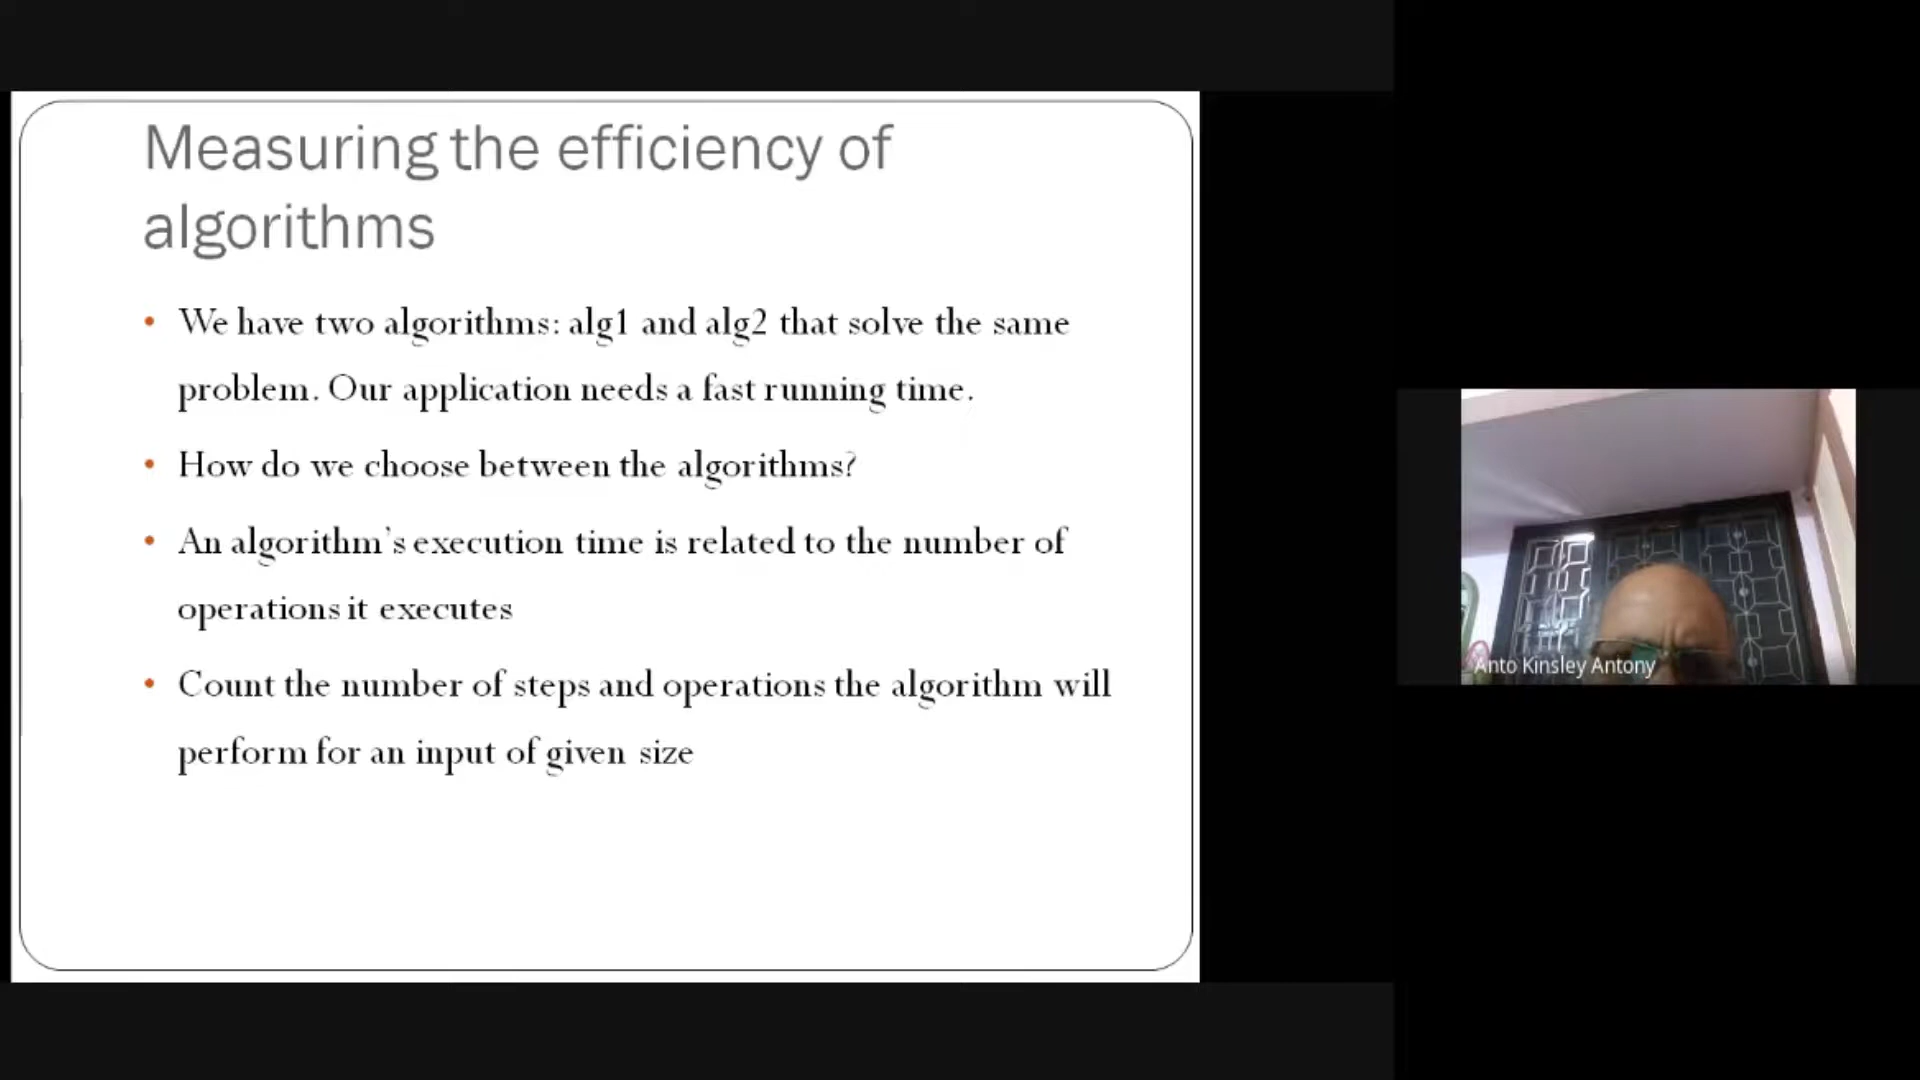 Measuring the efficiency of
algorithms
• We have two algorithms: alg1 and alg2 that solve the same
problem. Our application needs a fast running time.
• How do we choose between the algorithms?
• An algorithm's execution time is related to the number of
operations it executes
• Count the number of steps and operations the algorithm will
perform for an input of given size
Anto Kinsley Antony